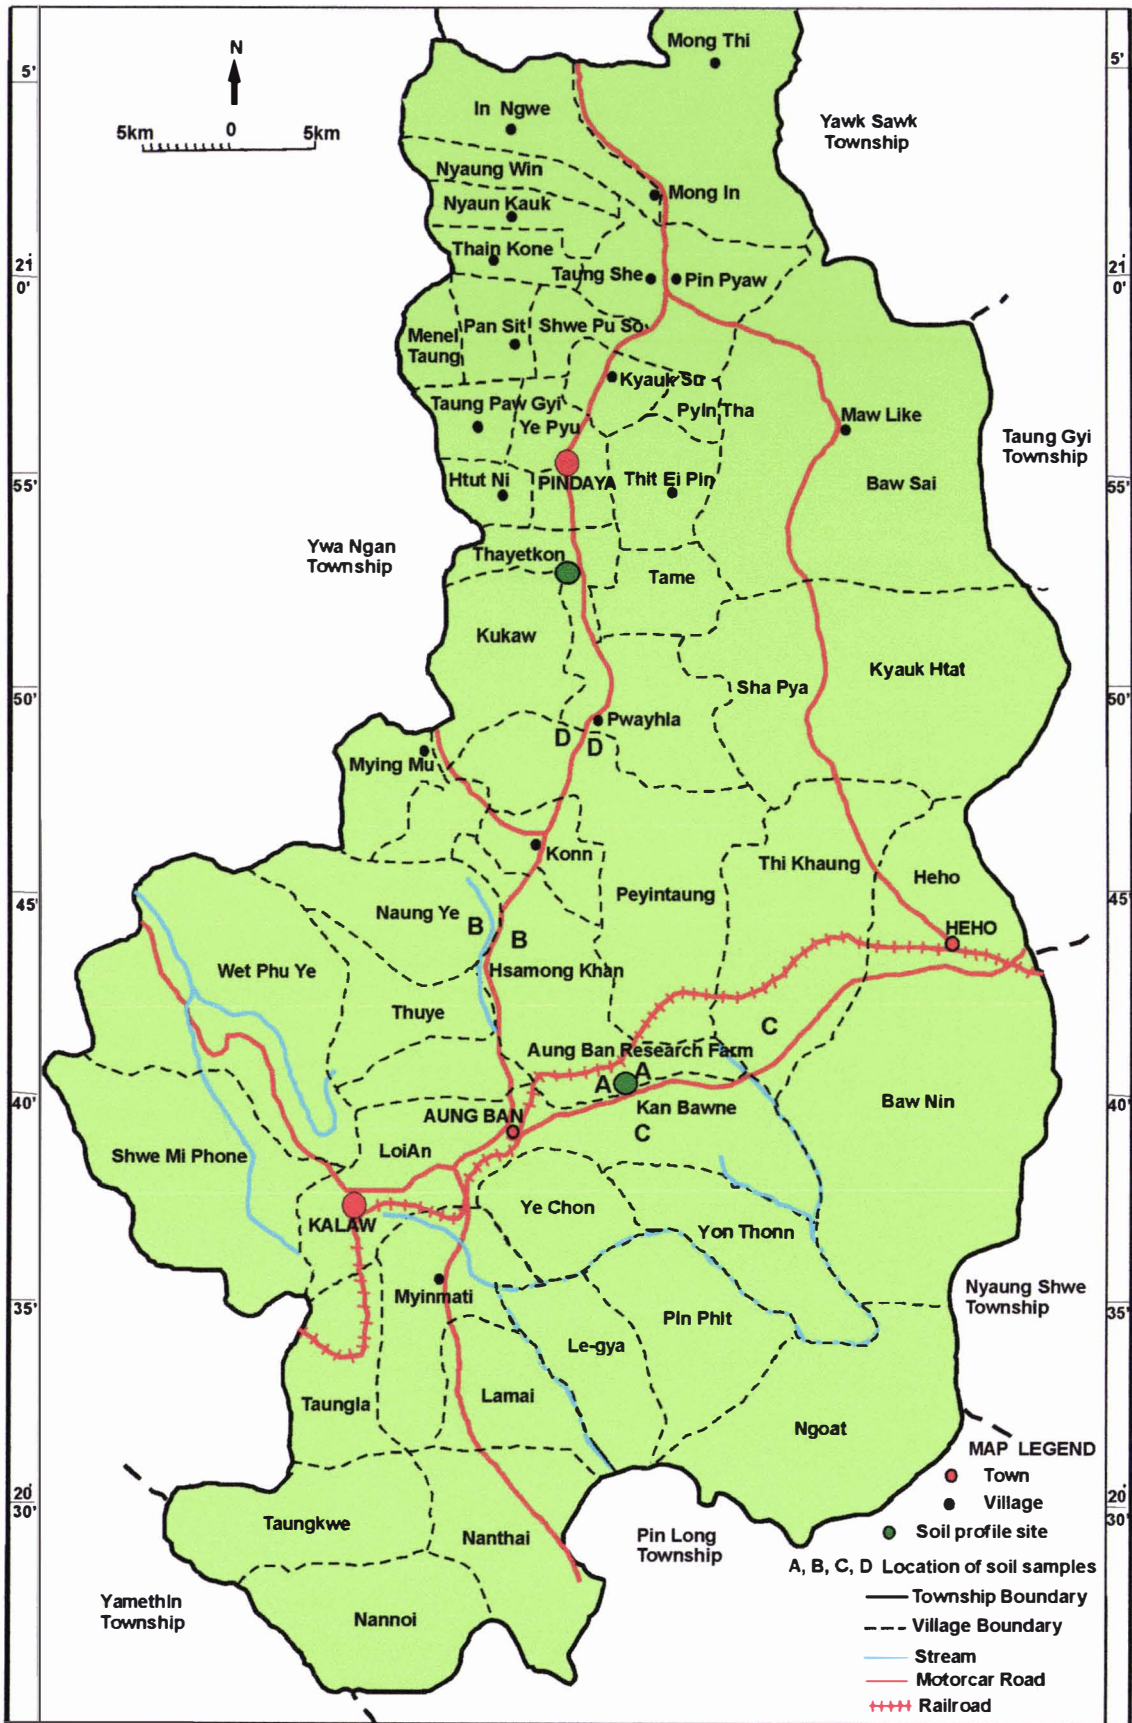 Mong Thi
5'
5'
N
In Ngwe
5km
0
5km
Yawk Sawk
Township
Nyaung Win
Mong In
Nyaun Kauk
Thain Kone
21°
0'
Taung She
Pin Pyaw
21°
0'
Menel
Taung
Pan Sit
Shwe Pu So
Kyauk Su
Taung Paw Gyi
Pyin Tha
Ye Pyu
Maw Like
Taung Gyi
Township
55'
Htut Ni
PINDAYA
Thit Ei Pin
Baw Sai
55'
Ywa Ngan
Township
Thayetkon
Tame
Kukaw
Kyauk Htat
50'
Sha Pya
50'
Pwayhla
D
D
Mying Mu
Konn
Thi Khaung
Heho
45'
Peyintaung
45'
Naung Ye
B
B
HEHO
Wet Phu Ye
Hsamong Khan
Thuye
C
Aung Ban Research Farm
A
A
40'
AUNG BAN
Kan Bawne
Baw Nin
40'
C
LoiAn
Shwe Mi Phone
Ye Chon
KALAW
Yon Thonn
Nyaung Shwe
Township
35'
Myinmati
35'
Pin Phit
Le-gya
Taungla
Lamai
Ngoat
MAP LEGEND
Town
20°
30'
Village
20°
30'
Taungkwe
Nanthai
Soil profile site
Pin Long
Township
A, B, C, D Location of soil samples
Township Boundary
Yamethin
Township
Nannoi
Village Boundary
Stream
Motorcar Road
Railroad